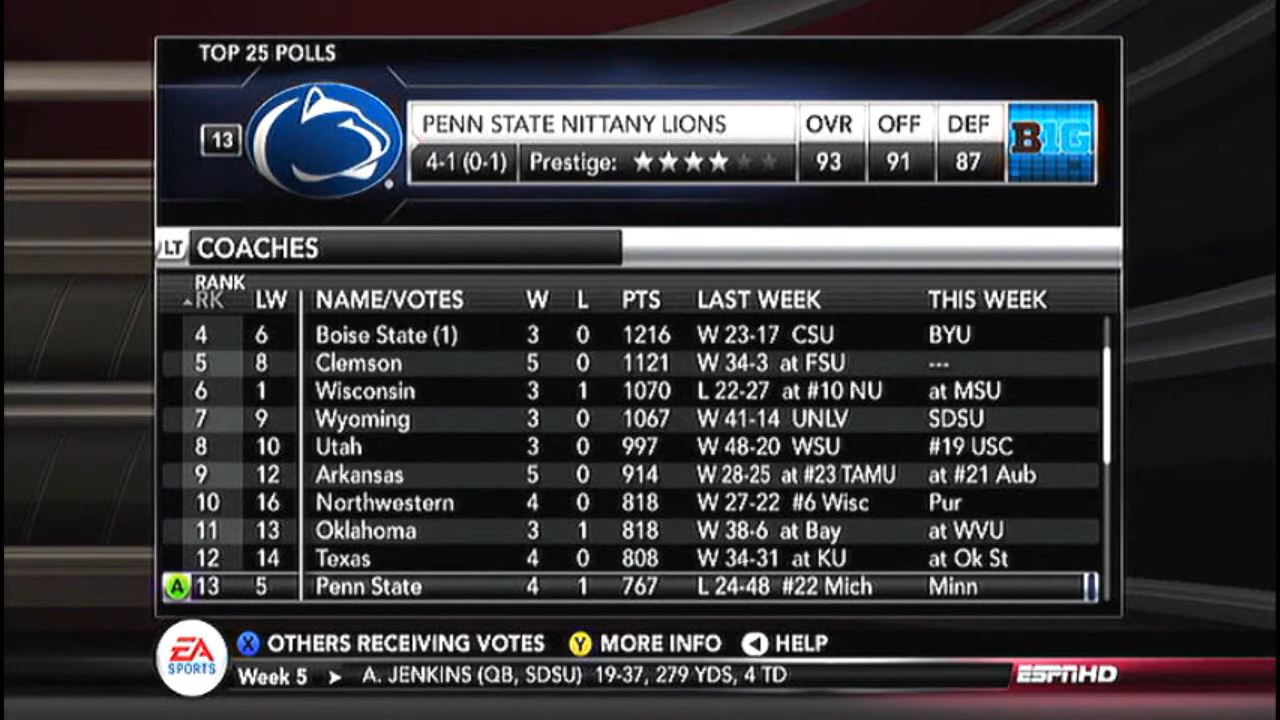 TOP 25 POLLS
13 PENN STATE NITTANY LIONS OVR OFF DEF B1G
4-1 (0-1) Prestige: 93 91 87
LT COACHES
RANK
RK LW NAME/VOTES W L PTS LAST WEEK THIS WEEK
4 6 Boise State (1) 3 0 1216 W 23-17 CSU BYU
5 8 Clemson 5 0 1121 W 34-3 at FSU ---
6 1 Wisconsin 3 1 1070 L 22-27 at #10 NU at MSU
7 9 Wyoming 3 0 1067 W 41-14 UNLV SDSU
8 10 Utah 3 0 997 W 48-20 WSU #19 USC
9 12 Arkansas 5 0 914 W 28-25 at #23 TAMU at #21 Aub
10 16 Northwestern 4 0 818 W 27-22 #6 Wisc Pur
11 13 Oklahoma 3 1 818 W 38-6 at Bay at WVU
12 14 Texas 4 0 808 W 34-31 at KU at Ok St
A 13 5 Penn State 4 1 767 L 24-48 #22 Mich Minn
EA SPORTS X OTHERS RECEIVING VOTES Y MORE INFO HELP
Week 5 A. JENKINS (QB, SDSU) 19-37, 279 YDS, 4 TD ESPNHD